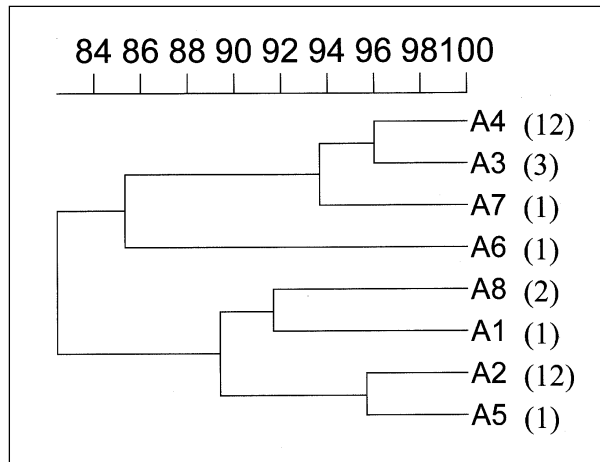 84 86 88 90 92 94 96 98 100
A4 (12)
A3 (3)
A7 (1)
A6 (1)
A8 (2)
A1 (1)
A2 (12)
A5 (1)